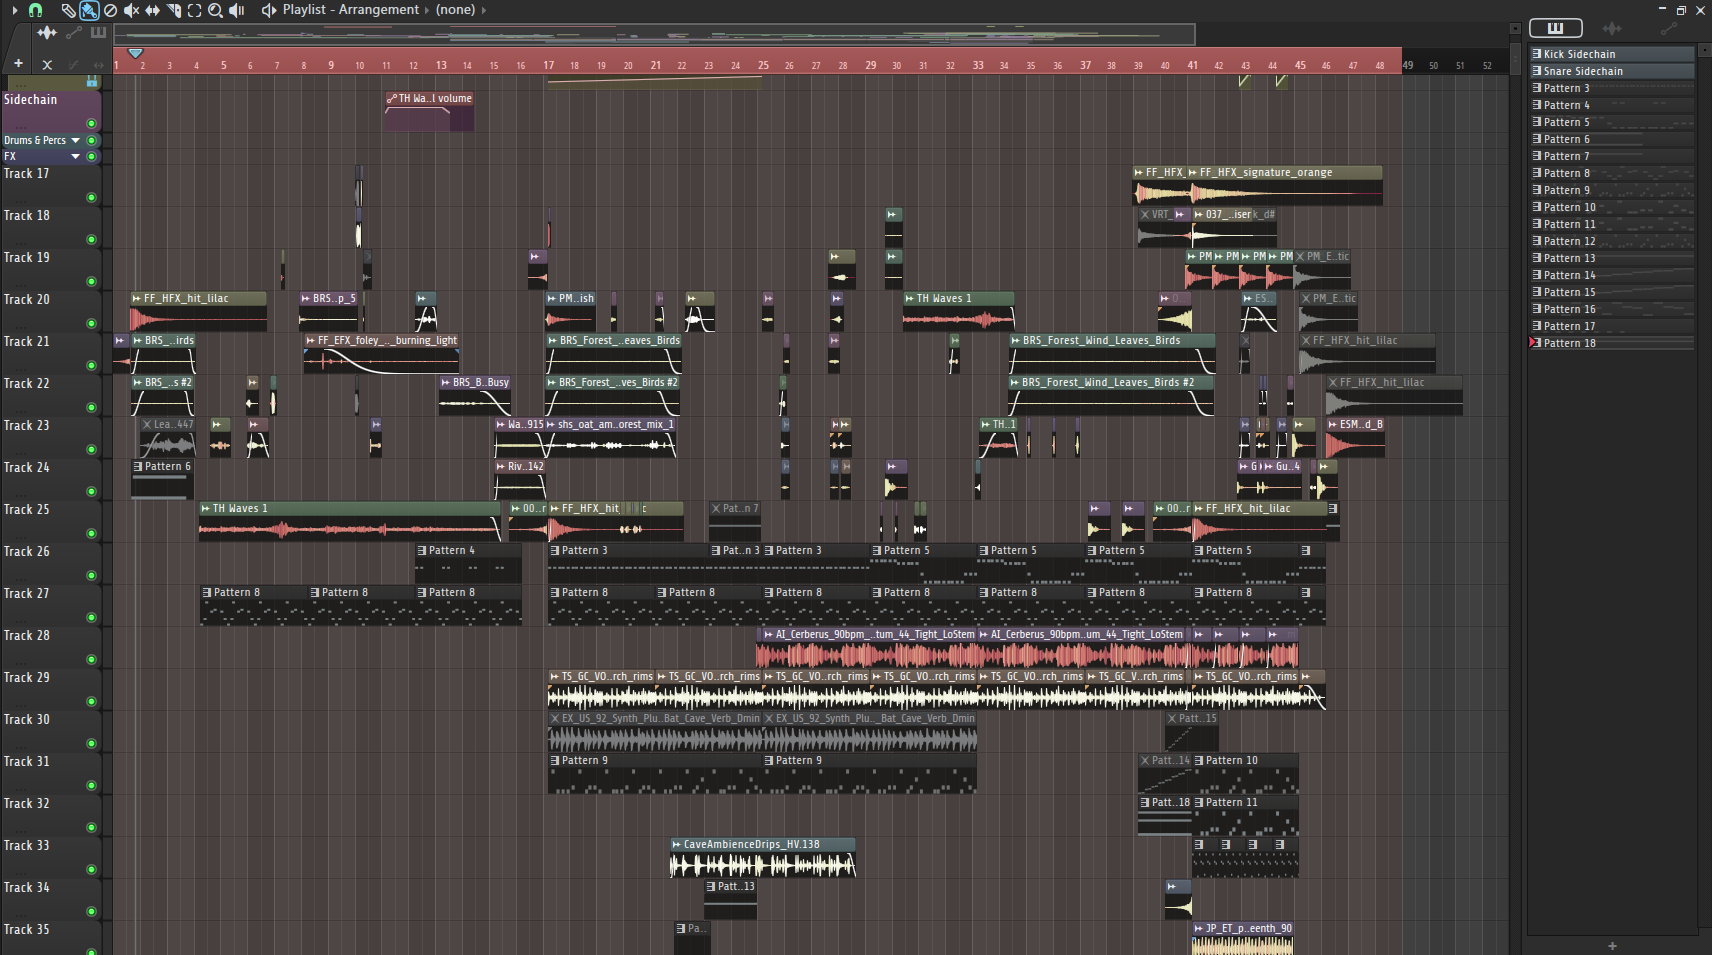 Playlist - Arrangement › (none) ›
1 2 3 4 5 6 7 8 9 10 11 12 13 14 15 16 17 18 19 20 21 22 23 24 25 26 27 28 29 30 31 32 33 34 35 36 37 38 39 40 41 42 43 44 45 46 47 48 49 50 51 52
Sidechain
TH Wa..l volume
Drums & Percs
FX
Track 17
FF_HFX_ FF_HFX_signature_orange
Track 18
VRT_ 037_..iser k_d#
Track 19
PM PM PM PM PM_E..tic
Track 20
FF_HFX_hit_lilac BRS..p_5 PM..ish TH Waves 1 ES.. PM_E..tic
Track 21
BRS_..irds FF_EFX_foley_.._burning_light BRS_Forest_..eaves_Birds BRS_Forest_Wind_Leaves_Birds FF_HFX_hit_lilac
Track 22
BRS_..s #2 BRS_B..Busy BRS_Forest_..ves_Birds #2 BRS_Forest_Wind_Leaves_Birds #2 FF_HFX_hit_lilac
Track 23
Lea..447 Wa..915 shs_oat_am..orest_mix_1 TH..1 ESM..d_B
Track 24
Pattern 6 Riv..142 G Gu..4
Track 25
TH Waves 1 00..r FF_HFX_hit Pat..n 7 00..r FF_HFX_hit_lilac
Track 26
Pattern 4 Pattern 3 Pat..n 3 Pattern 3 Pattern 5 Pattern 5 Pattern 5 Pattern 5
Track 27
Pattern 8 Pattern 8 Pattern 8 Pattern 8 Pattern 8 Pattern 8 Pattern 8 Pattern 8 Pattern 8 Pattern 8
Track 28
AI_Cerberus_90bpm_..tum_44_Tight_LoStem AI_Cerberus_90bpm..um_44_Tight_LoStem
Track 29
TS_GC_VO..rch_rims TS_GC_VO..rch_rims TS_GC_VO..rch_rims TS_GC_VO..rch_rims TS_GC_VO..rch_rims TS_GC_V..rch_rims TS_GC_VO..rch_rims
Track 30
EX_US_92_Synth_Plu..Bat_Cave_Verb_Dmin EX_US_92_Synth_Plu.._Bat_Cave_Verb_Dmin Patt..15
Track 31
Pattern 9 Pattern 9 Patt..14 Pattern 10
Track 32
Patt..18 Pattern 11
Track 33
CaveAmbienceDrips_HV.138
Track 34
Patt..13
Track 35
Pa.. JP_ET_p..eenth_90
Kick Sidechain
Snare Sidechain
Pattern 3
Pattern 4
Pattern 5
Pattern 6
Pattern 7
Pattern 8
Pattern 9
Pattern 10
Pattern 11
Pattern 12
Pattern 13
Pattern 14
Pattern 15
Pattern 16
Pattern 17
Pattern 18